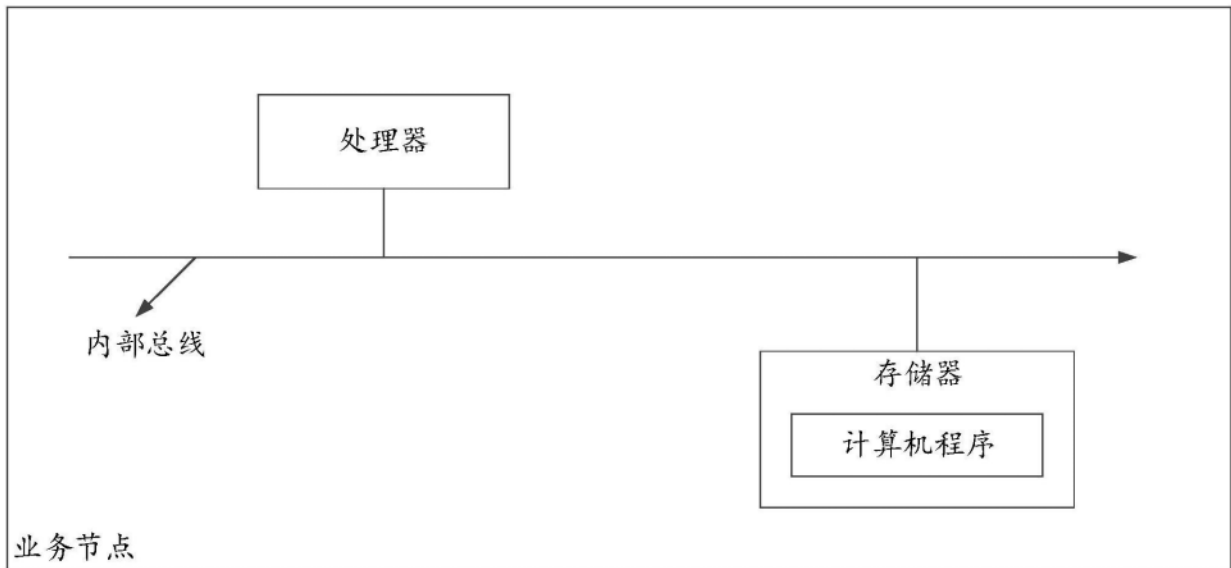 处理器
内部总线
存储器
计算机程序
业务节点